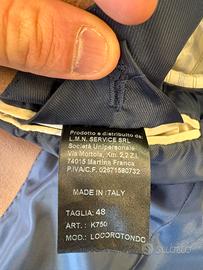 Prodotto e distribuito da:
L.M.N. SERVICE SRL
Società Unipersonale
Via Mottola, Km. 2,2 Z.I.
74015 Martina Franca
P.IVA/C.F. 02671580732
MADE IN ITALY
TAGLIA: 48
ART.: K750
MOD.: LOCOROTONDO
SUBITO